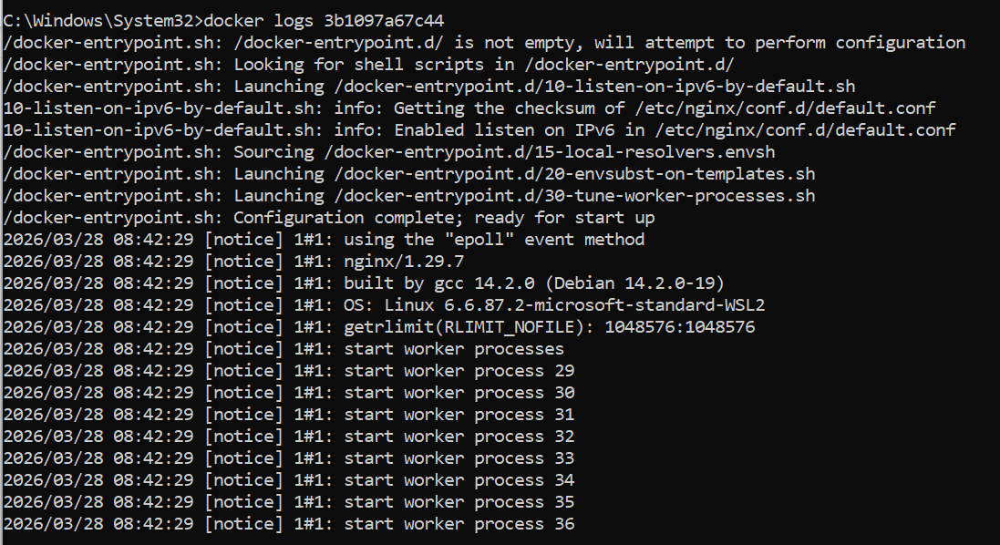 C:\Windows\System32>docker logs 3b1097a67c44
/docker-entrypoint.sh: /docker-entrypoint.d/ is not empty, will attempt to perform configuration
/docker-entrypoint.sh: Looking for shell scripts in /docker-entrypoint.d/
/docker-entrypoint.sh: Launching /docker-entrypoint.d/10-listen-on-ipv6-by-default.sh
10-listen-on-ipv6-by-default.sh: info: Getting the checksum of /etc/nginx/conf.d/default.conf
10-listen-on-ipv6-by-default.sh: info: Enabled listen on IPv6 in /etc/nginx/conf.d/default.conf
/docker-entrypoint.sh: Sourcing /docker-entrypoint.d/15-local-resolvers.envsh
/docker-entrypoint.sh: Launching /docker-entrypoint.d/20-envsubst-on-templates.sh
/docker-entrypoint.sh: Launching /docker-entrypoint.d/30-tune-worker-processes.sh
/docker-entrypoint.sh: Configuration complete; ready for start up
2026/03/28 08:42:29 [notice] 1#1: using the "epoll" event method
2026/03/28 08:42:29 [notice] 1#1: nginx/1.29.7
2026/03/28 08:42:29 [notice] 1#1: built by gcc 14.2.0 (Debian 14.2.0-19)
2026/03/28 08:42:29 [notice] 1#1: OS: Linux 6.6.87.2-microsoft-standard-WSL2
2026/03/28 08:42:29 [notice] 1#1: getrlimit(RLIMIT_NOFILE): 1048576:1048576
2026/03/28 08:42:29 [notice] 1#1: start worker processes
2026/03/28 08:42:29 [notice] 1#1: start worker process 29
2026/03/28 08:42:29 [notice] 1#1: start worker process 30
2026/03/28 08:42:29 [notice] 1#1: start worker process 31
2026/03/28 08:42:29 [notice] 1#1: start worker process 32
2026/03/28 08:42:29 [notice] 1#1: start worker process 33
2026/03/28 08:42:29 [notice] 1#1: start worker process 34
2026/03/28 08:42:29 [notice] 1#1: start worker process 35
2026/03/28 08:42:29 [notice] 1#1: start worker process 36